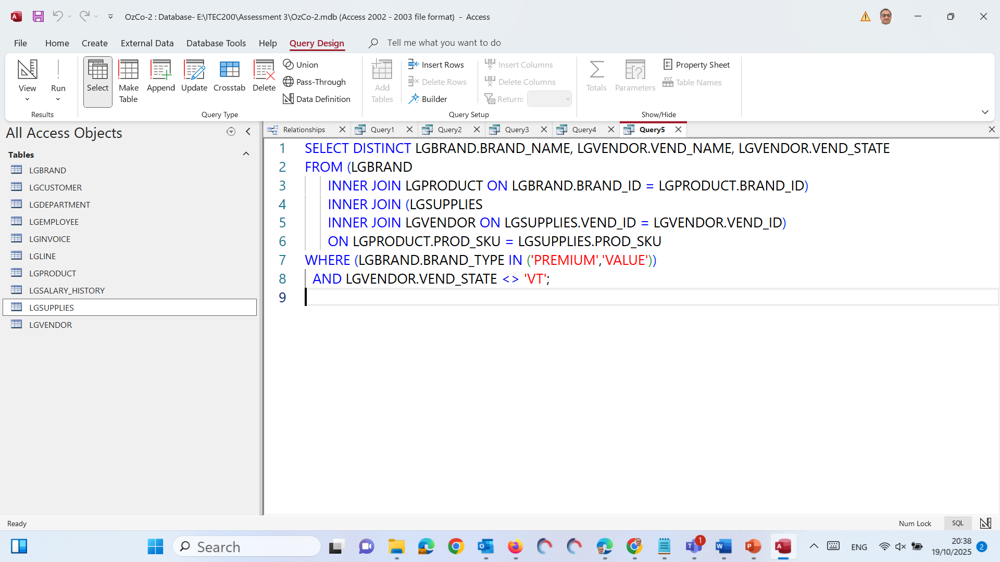 OzCo-2 : Database- E:\ITEC200\Assessment 3\OzCo-2.mdb (Access 2002 - 2003 file format)  -  Access
File Home Create External Data Database Tools Help Query Design Tell me what you want to do
View
Run
Results
Select
Make Table
Append
Update
Crosstab
Delete
Union
Pass-Through
Data Definition
Query Type
Add Tables
Insert Rows
Delete Rows
Builder
Insert Columns
Delete Columns
Return:
Query Setup
Totals
Parameters
Property Sheet
Table Names
Show/Hide
All Access Objects
Tables
LGBRAND
LGCUSTOMER
LGDEPARTMENT
LGEMPLOYEE
LGINVOICE
LGLINE
LGPRODUCT
LGSALARY_HISTORY
LGSUPPLIES
LGVENDOR
Relationships Query1 Query2 Query3 Query4 Query5
1 SELECT DISTINCT LGBRAND.BRAND_NAME, LGVENDOR.VEND_NAME, LGVENDOR.VEND_STATE
2 FROM (LGBRAND
3 INNER JOIN LGPRODUCT ON LGBRAND.BRAND_ID = LGPRODUCT.BRAND_ID)
4 INNER JOIN (LGSUPPLIES
5 INNER JOIN LGVENDOR ON LGSUPPLIES.VEND_ID = LGVENDOR.VEND_ID)
6 ON LGPRODUCT.PROD_SKU = LGSUPPLIES.PROD_SKU
7 WHERE (LGBRAND.BRAND_TYPE IN ('PREMIUM','VALUE'))
8 AND LGVENDOR.VEND_STATE <> 'VT';
9
Ready
Num Lock
SQL
Search
1
ENG
20:38
19/10/2025
2